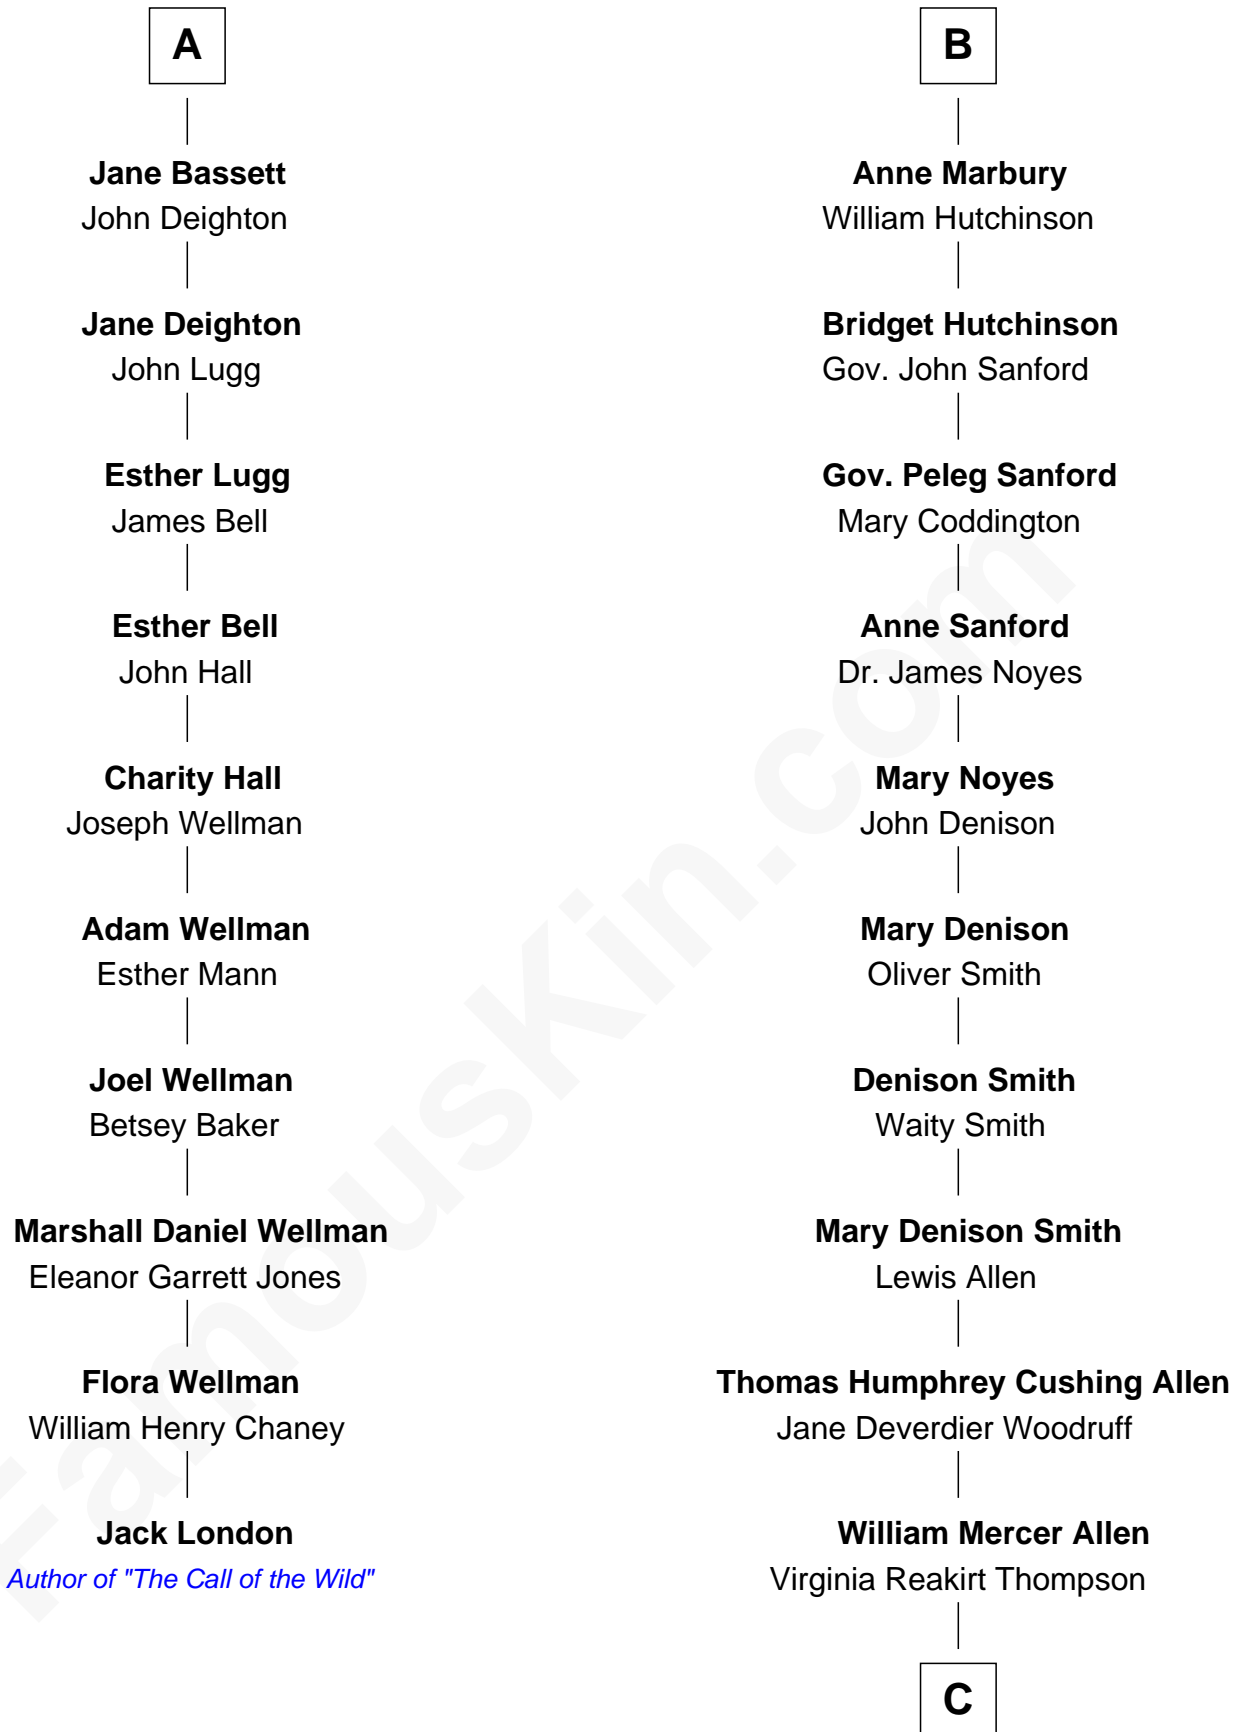 A
Jane Bassett
John Deighton
Jane Deighton
John Lugg
Esther Lugg
James Bell
Esther Bell
John Hall
Charity Hall
Joseph Wellman
Adam Wellman
Esther Mann
Joel Wellman
Betsey Baker
Marshall Daniel Wellman
Eleanor Garrett Jones
Flora Wellman
William Henry Chaney
Jack London
Author of "The Call of the Wild"
B
Anne Marbury
William Hutchinson
Bridget Hutchinson
Gov. John Sanford
Gov. Peleg Sanford
Mary Coddington
Anne Sanford
Dr. James Noyes
Mary Noyes
John Denison
Mary Denison
Oliver Smith
Denison Smith
Waity Smith
Mary Denison Smith
Lewis Allen
Thomas Humphrey Cushing Allen
Jane Deverdier Woodruff
William Mercer Allen
Virginia Reakirt Thompson
C
FamousKin.com